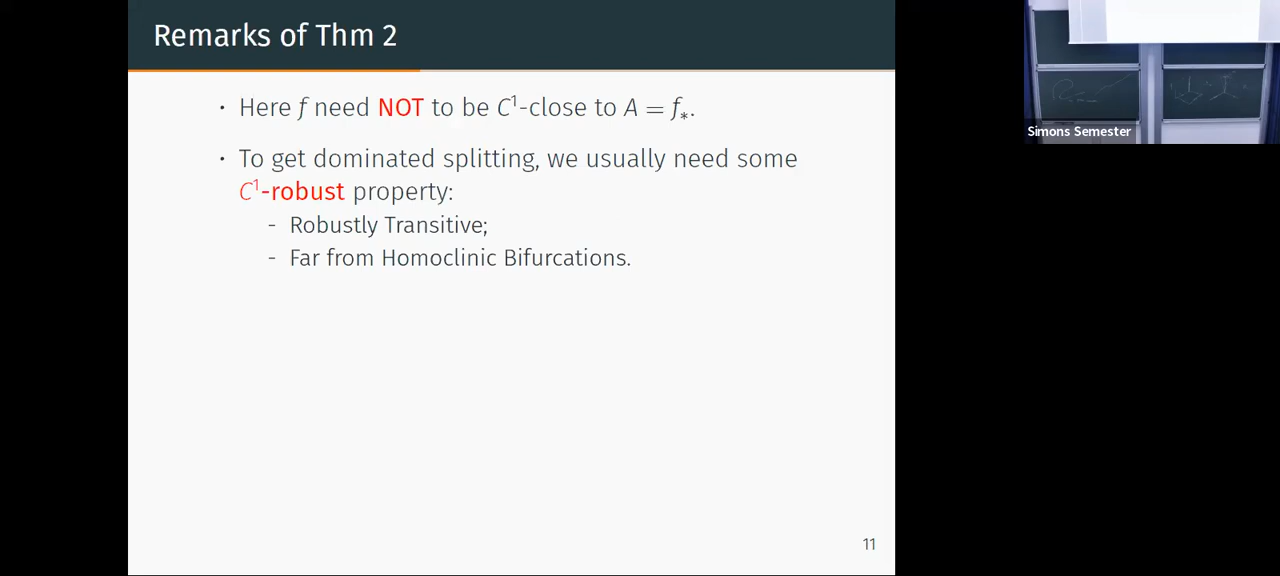 Remarks of Thm 2
· Here f need NOT to be C¹-close to A = f∗.
· To get dominated splitting, we usually need some
C¹-robust property:
- Robustly Transitive;
- Far from Homoclinic Bifurcations.
11
Simons Semester